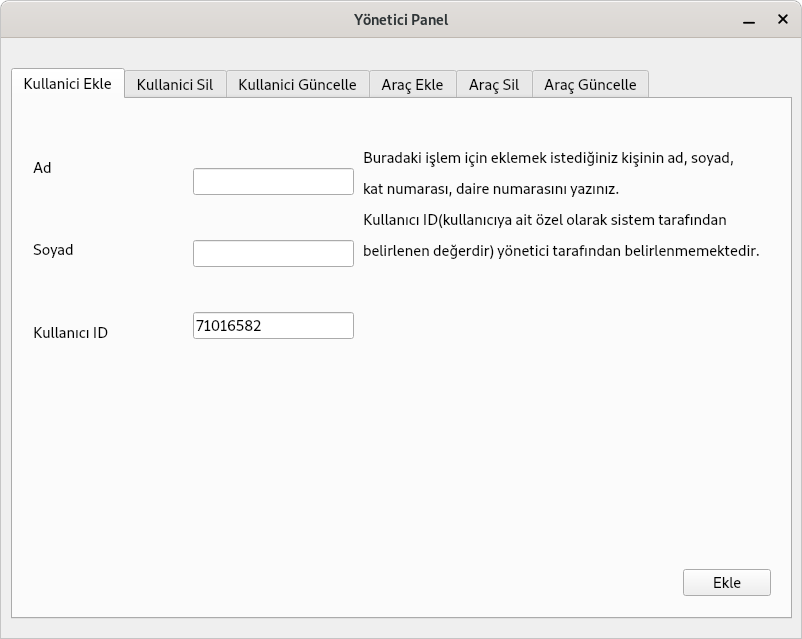 Yönetici Panel
Kullanici Ekle Kullanici Sil Kullanici Güncelle Araç Ekle Araç Sil Araç Güncelle
Ad
Buradaki işlem için eklemek istediğiniz kişinin ad, soyad,
kat numarası, daire numarasını yazınız.
Kullanıcı ID(kullanıcıya ait özel olarak sistem tarafından
belirlenen değerdir) yönetici tarafından belirlenmemektedir.
Soyad
Kullanıcı ID
71016582
Ekle